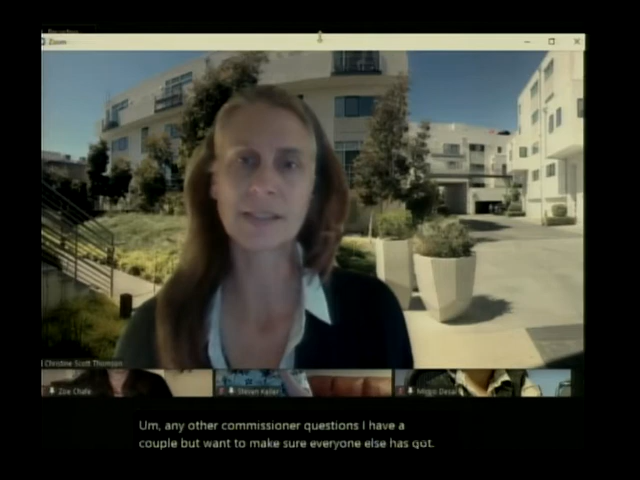 Zoom
Christine Scott Thomson
Zoe Chafe
Steven Keller
Um, any other commissioner questions I have a
couple but want to make sure everyone else has got.